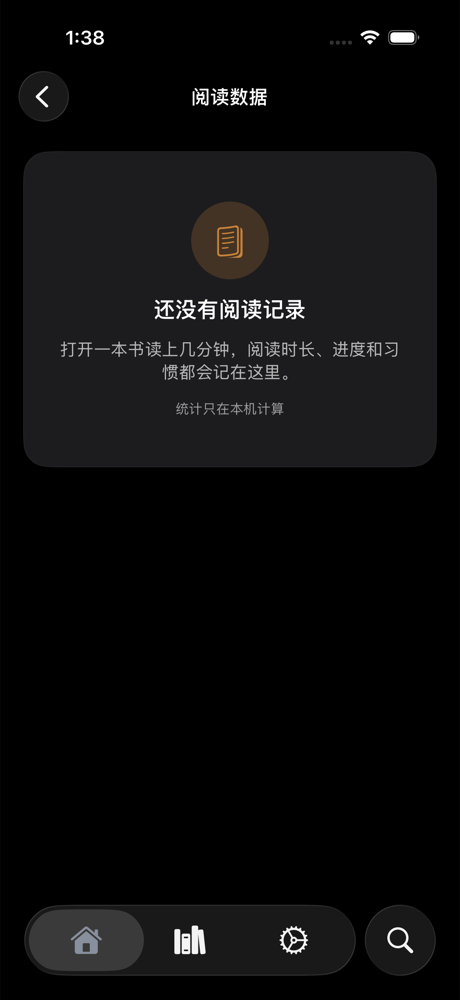 1:38
阅读数据
还没有阅读记录
打开一本书读上几分钟，阅读时长、进度和习
惯都会记在这里。
统计只在本机计算